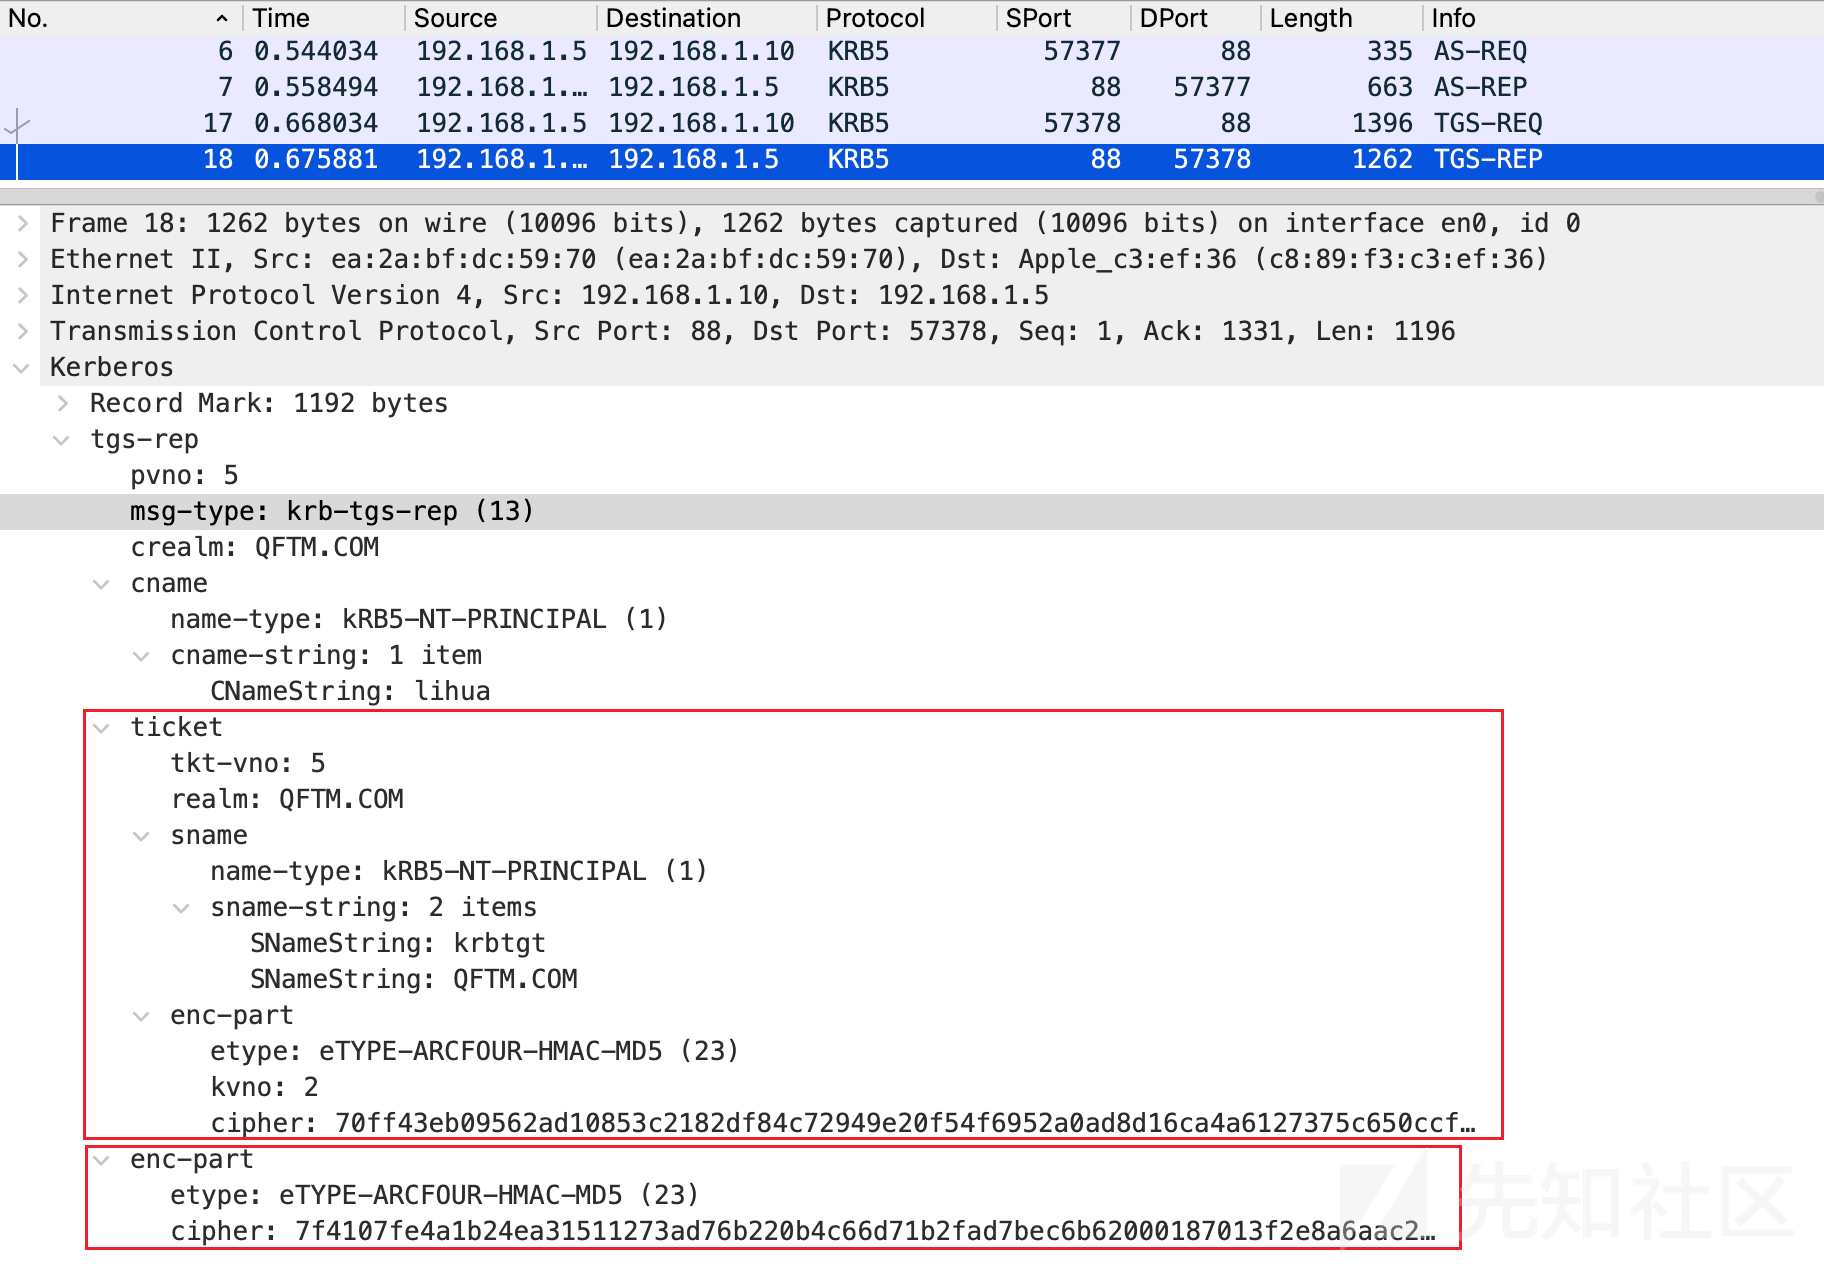 No. Time Source Destination Protocol SPort DPort Length Info
6 0.544034 192.168.1.5 192.168.1.10 KRB5 57377 88 335 AS-REQ
7 0.558494 192.168.1.… 192.168.1.5 KRB5 88 57377 663 AS-REP
17 0.668034 192.168.1.5 192.168.1.10 KRB5 57378 88 1396 TGS-REQ
18 0.675881 192.168.1.… 192.168.1.5 KRB5 88 57378 1262 TGS-REP
Frame 18: 1262 bytes on wire (10096 bits), 1262 bytes captured (10096 bits) on interface en0, id 0
Ethernet II, Src: ea:2a:bf:dc:59:70 (ea:2a:bf:dc:59:70), Dst: Apple_c3:ef:36 (c8:89:f3:c3:ef:36)
Internet Protocol Version 4, Src: 192.168.1.10, Dst: 192.168.1.5
Transmission Control Protocol, Src Port: 88, Dst Port: 57378, Seq: 1, Ack: 1331, Len: 1196
Kerberos
Record Mark: 1192 bytes
tgs-rep
pvno: 5
msg-type: krb-tgs-rep (13)
crealm: QFTM.COM
cname
name-type: kRB5-NT-PRINCIPAL (1)
cname-string: 1 item
CNameString: lihua
ticket
tkt-vno: 5
realm: QFTM.COM
sname
name-type: kRB5-NT-PRINCIPAL (1)
sname-string: 2 items
SNameString: krbtgt
SNameString: QFTM.COM
enc-part
etype: eTYPE-ARCFOUR-HMAC-MD5 (23)
kvno: 2
cipher: 70ff43eb09562ad10853c2182df84c72949e20f54f6952a0ad8d16ca4a6127375c650ccf…
enc-part
etype: eTYPE-ARCFOUR-HMAC-MD5 (23)
cipher: 7f4107fe4a1b24ea31511273ad76b220b4c66d71b2fad7bec6b62000187013f2e8a6aac2…
先知社区